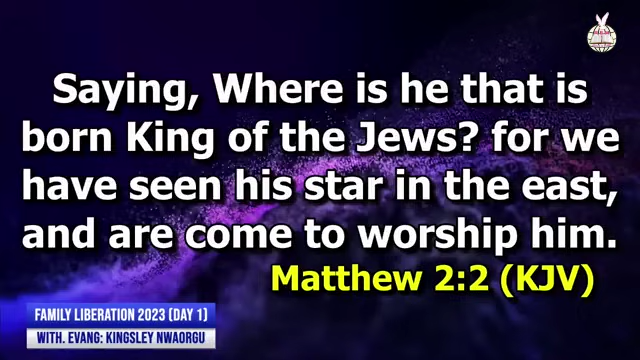 Saying, Where is he that is
born King of the Jews? for we
have seen his star in the east,
and are come to worship him.
Matthew 2:2 (KJV)
FAMILY LIBERATION 2023 (DAY 1)
WITH. EVANG: KINGSLEY NWAORGU